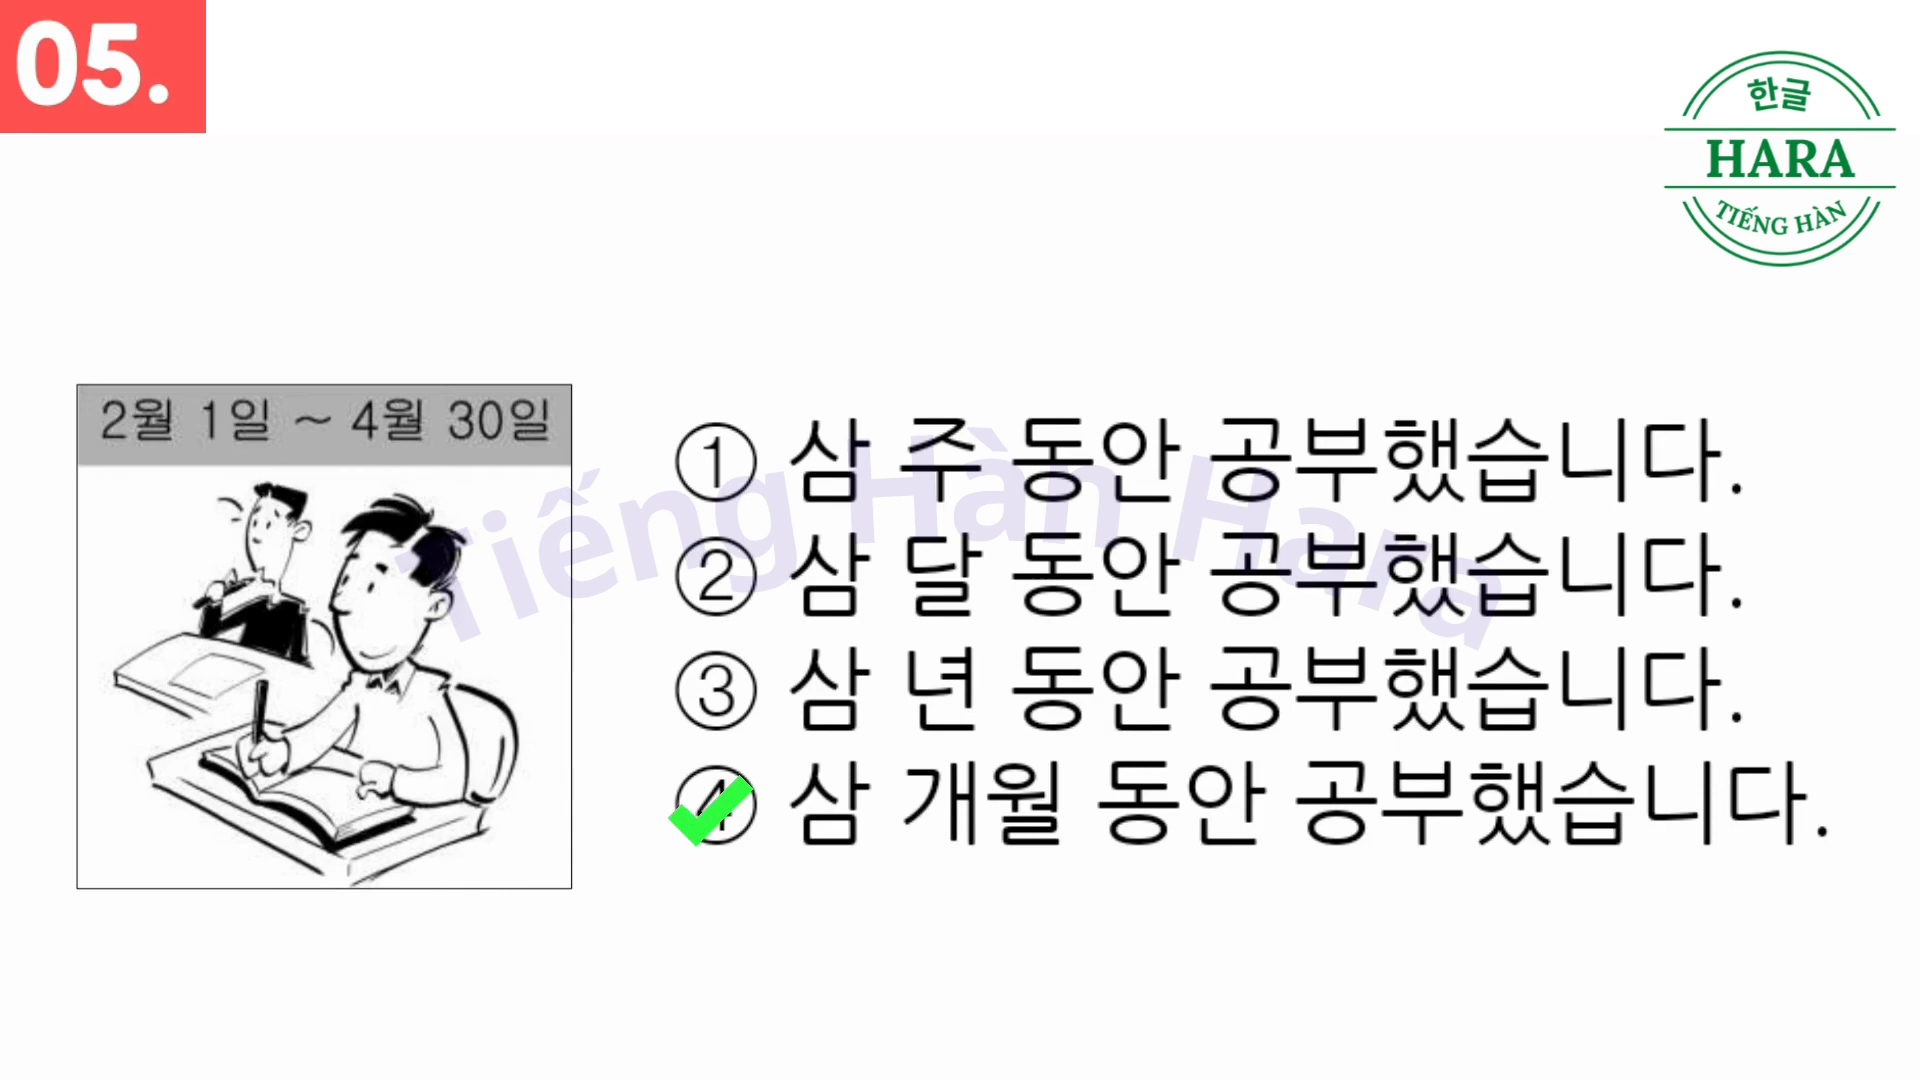 05.
한글
HARA
TIẾNG HÀN
2월 1일 ~ 4월 30일
① 삼 주 동안 공부했습니다.
② 삼 달 동안 공부했습니다.
③ 삼 년 동안 공부했습니다.
④ 삼 개월 동안 공부했습니다.
Tiếng Hàn Hara